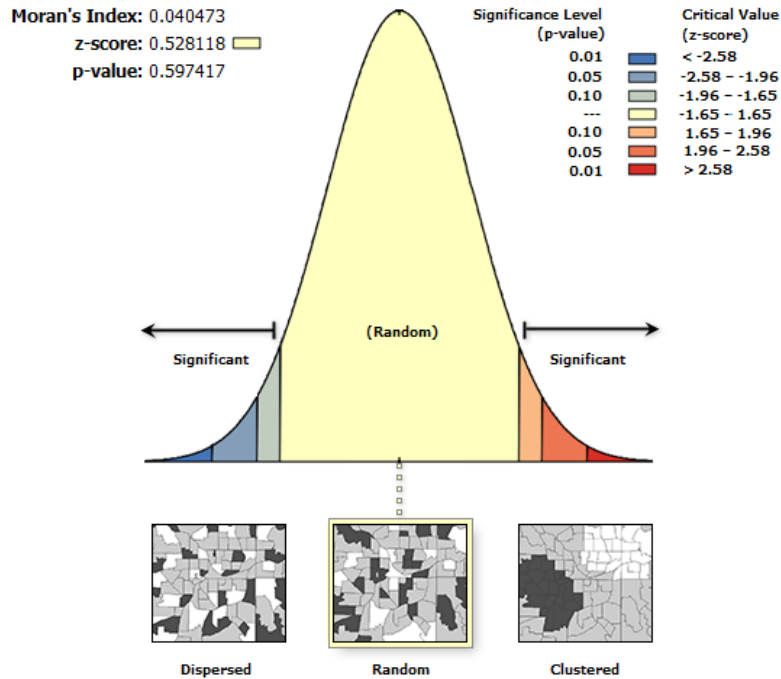 Moran's Index: 0.040473
z-score: 0.528118
p-value: 0.597417
Significance Level
(p-value)
Critical Value
(z-score)
0.01 < -2.58
0.05 -2.58 – -1.96
0.10 -1.96 – -1.65
--- -1.65 – 1.65
0.10 1.65 – 1.96
0.05 1.96 – 2.58
0.01 > 2.58
(Random)
Significant Significant
Dispersed Random Clustered